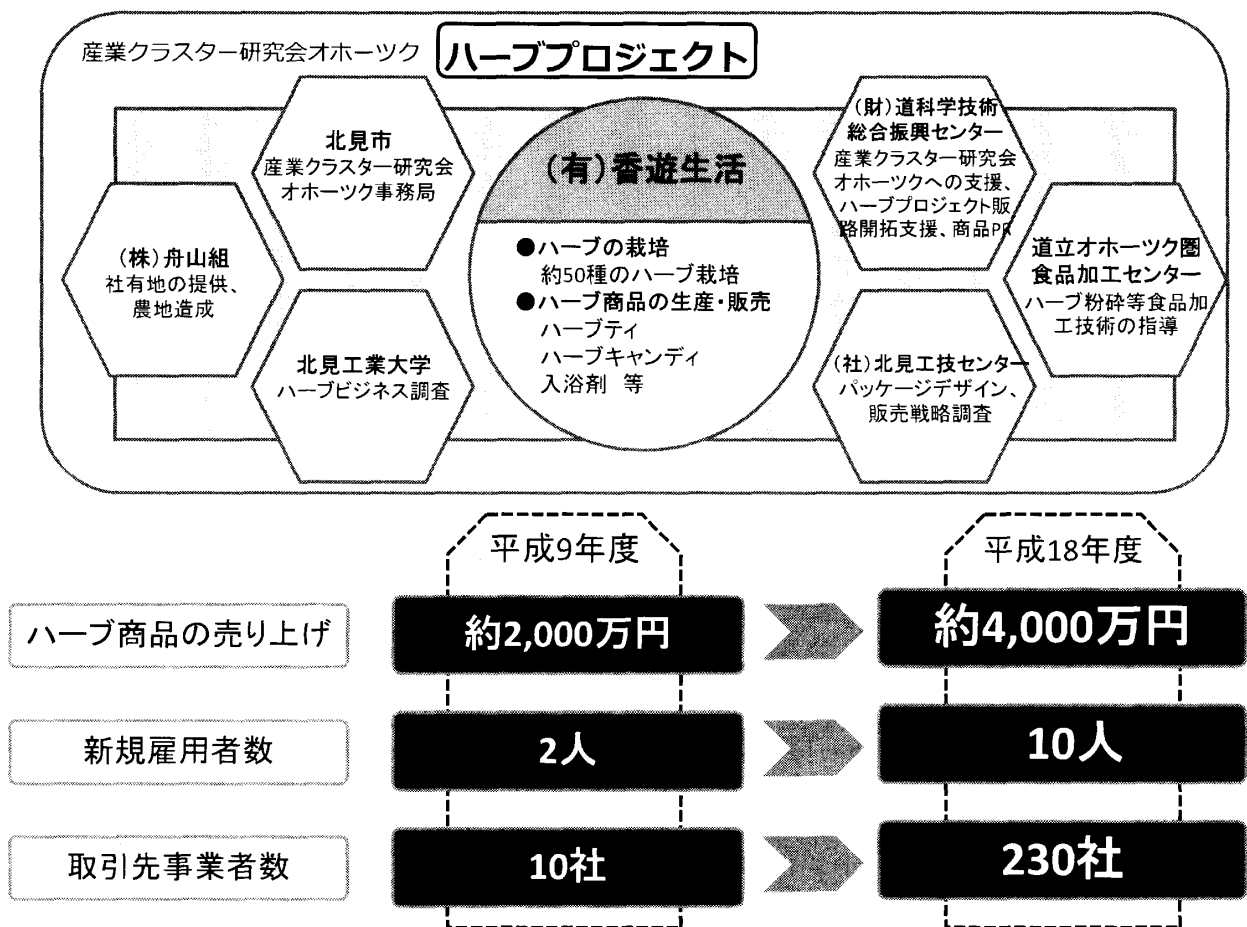 産業クラスター研究会オホーツク
ハーブプロジェクト
(株)舟山組
社有地の提供、
農地造成
北見市
産業クラスター研究会
オホーツク事務局
北見工業大学
ハーブビジネス調査
(有)香遊生活
●ハーブの栽培
約50種のハーブ栽培
●ハーブ商品の生産・販売
ハーブティ
ハーブキャンディ
入浴剤 等
(財)道科学技術
総合振興センター
産業クラスター研究会
オホーツクへの支援、
ハーブプロジェクト販
路開拓支援、商品PR
(社)北見工技センター
パッケージデザイン、
販売戦略調査
道立オホーツク圏
食品加工センター
ハーブ粉砕等食品加
工技術の指導
平成9年度
平成18年度
ハーブ商品の売り上げ
約2,000万円
約4,000万円
新規雇用者数
2人
10人
取引先事業者数
10社
230社